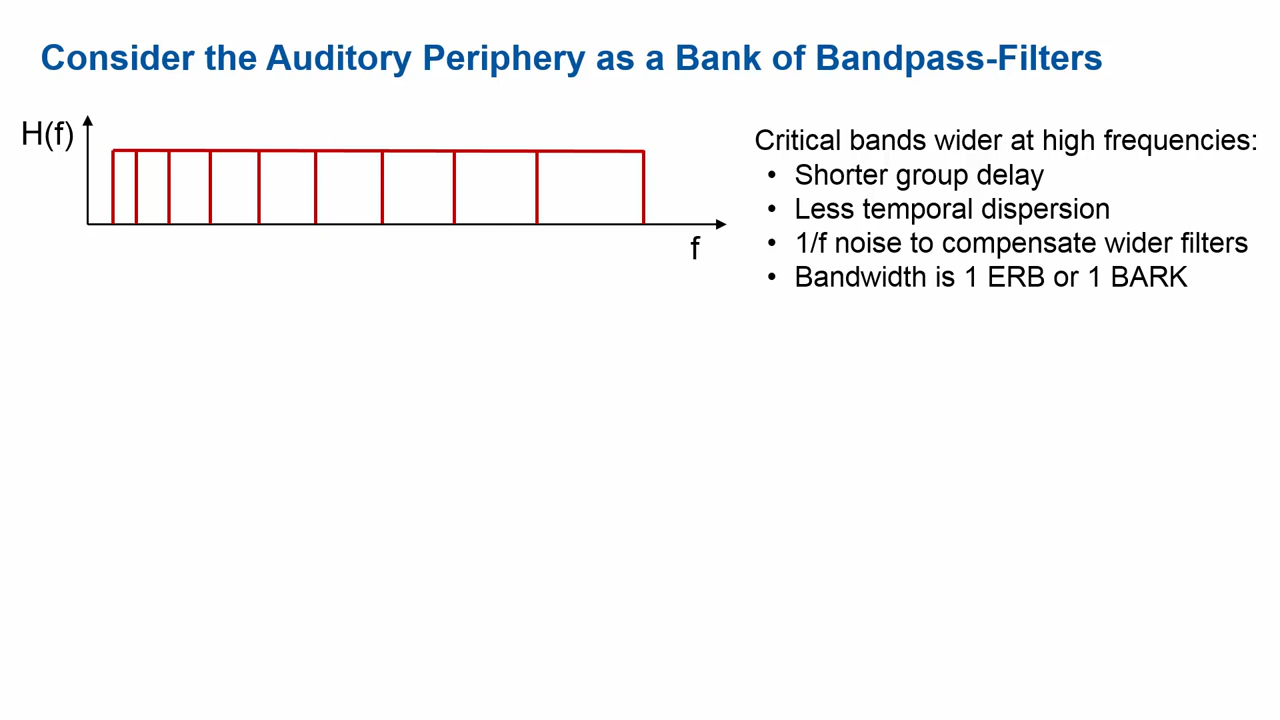 Consider the Auditory Periphery as a Bank of Bandpass-Filters
H(f)
f
Critical bands wider at high frequencies:
• Shorter group delay
• Less temporal dispersion
• 1/f noise to compensate wider filters
• Bandwidth is 1 ERB or 1 BARK